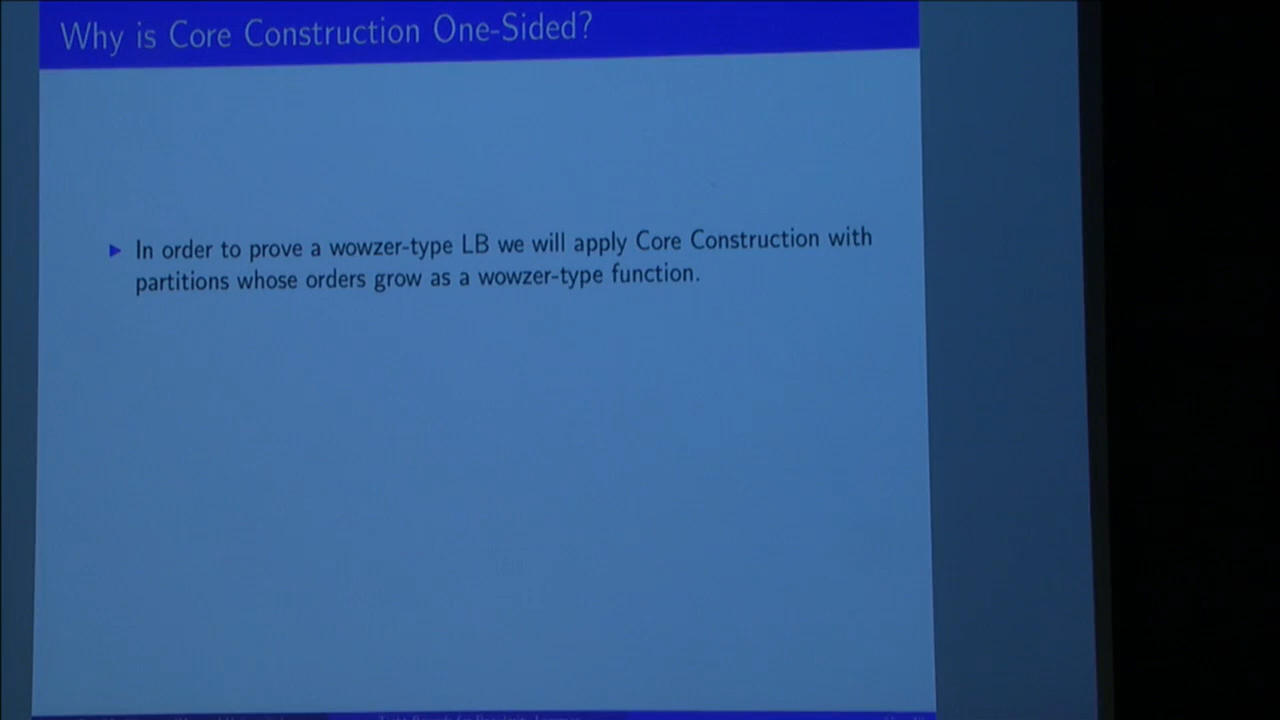 Why is Core Construction One-Sided?
In order to prove a wowzer-type LB we will apply Core Construction with
partitions whose orders grow as a wowzer-type function.